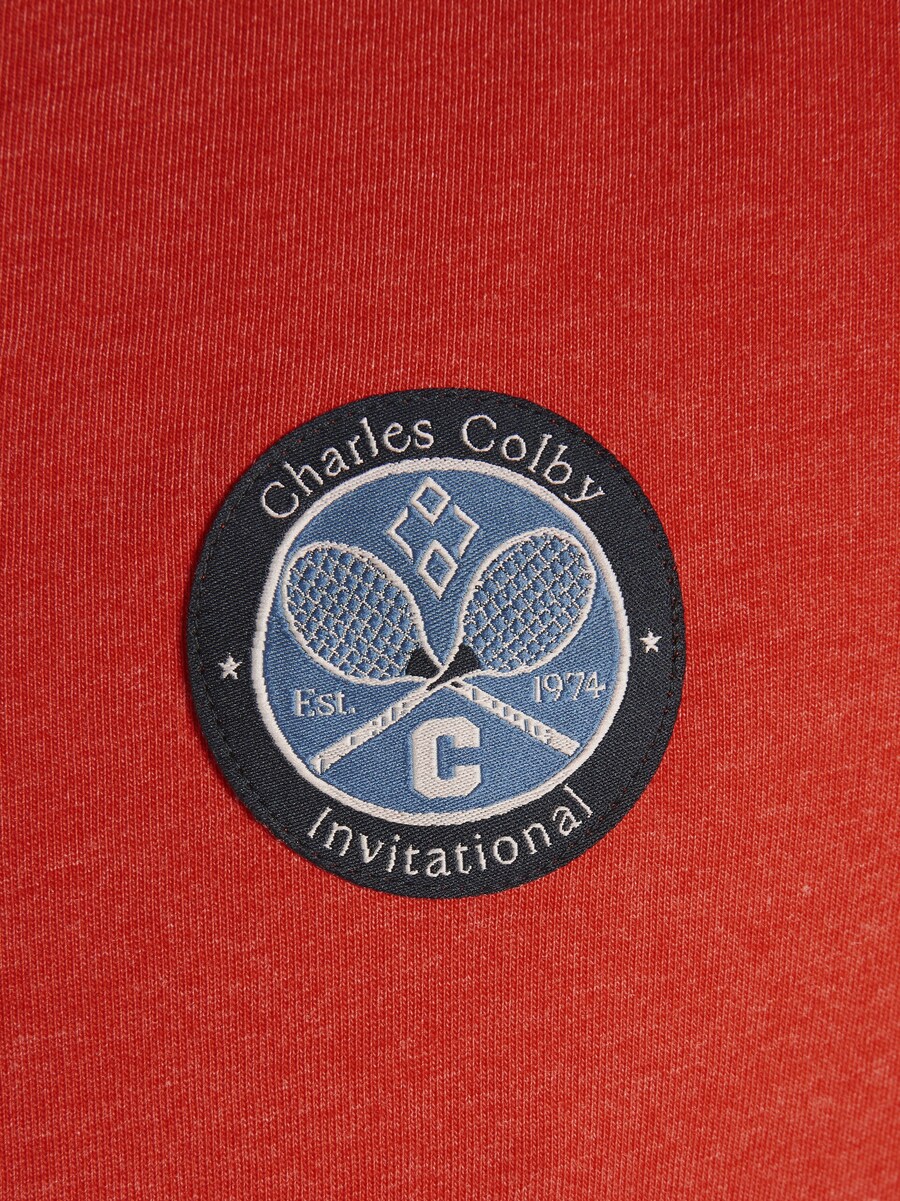 Charles Colby
Est. 1974
C
Invitational